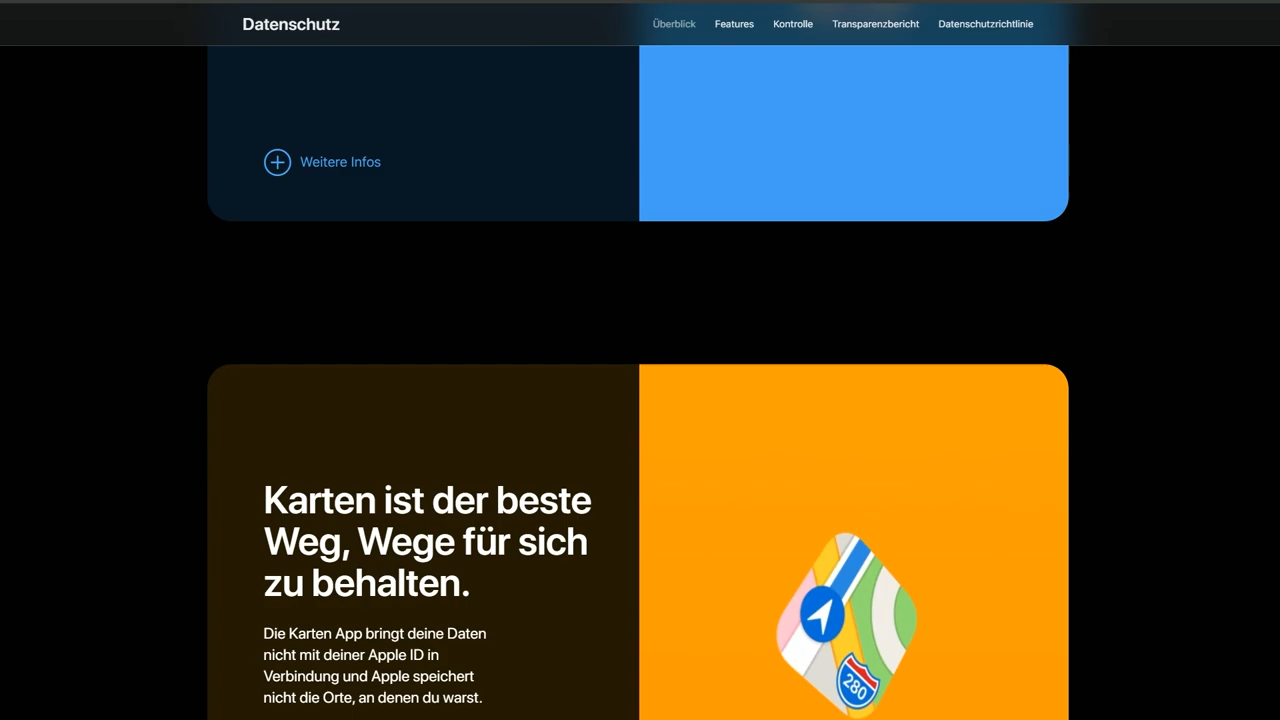 Datenschutz
Überblick Features Kontrolle Transparenzbericht Datenschutzrichtlinie
Weitere Infos
Karten ist der beste
Weg, Wege für sich
zu behalten.
Die Karten App bringt deine Daten
nicht mit deiner Apple ID in
Verbindung und Apple speichert
nicht die Orte, an denen du warst.
280